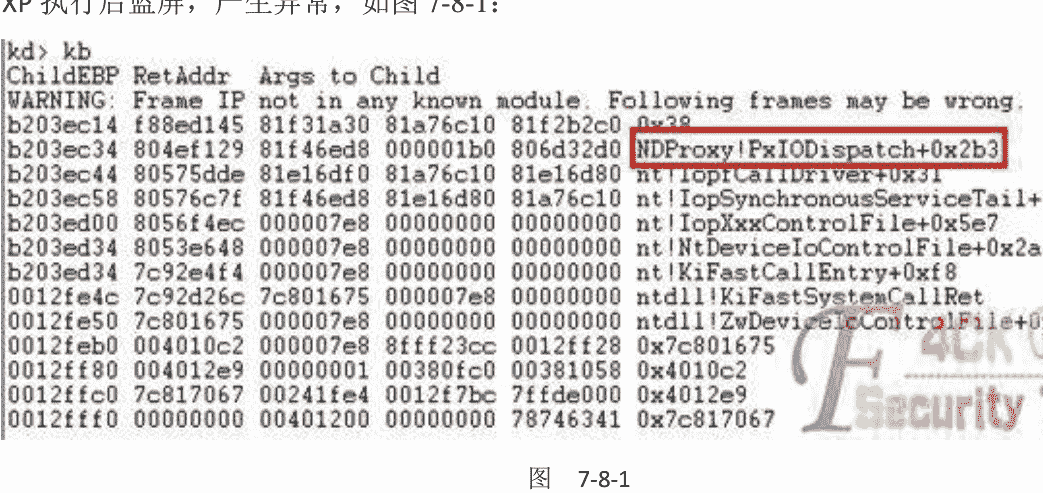 XP 执行后蓝屏，产生异常，如图 7-8-1：
kd> kb
ChildEBP RetAddr Args to Child
WARNING: Frame IP not in any known module. Following frames may be wrong.
b203ec14 f88ed145 81f31a30 81a76c10 81f2b2c0 0x38
b203ec34 804ef129 81f46ed8 000001b0 806d32d0 NDProxy!PxIODispatch+0x2b3
b203ec44 80575dde 81e16df0 81a76c10 81e16d80 nt!IopfCallDriver+0x31
b203ec58 80576c7f 81f46ed8 81e16d80 81a76c10 nt!IopSynchronousServiceTail+
b203ed00 8056f4ec 000007e8 00000000 00000000 nt!IopXxxControlFile+0x5e7
b203ed34 8053e648 000007e8 00000000 00000000 nt!NtDeviceIoControlFile+0x2a
b203ed34 7c92e4f4 000007e8 00000000 00000000 nt!KiFastCallEntry+0xf8
0012fe4c 7c92d26c 7c801675 000007e8 00000000 ntdll!KiFastSystemCallRet
0012fe50 7c801675 000007e8 00000000 00000000 ntdll!ZwDeviceIoControlFile+0
0012feb0 004010c2 000007e8 8fff23cc 0012ff28 0x7c801675
0012ff80 004012e9 00000001 00380fc0 00381058 0x4010c2
0012ffc0 7c817067 00241fe4 0012f7bc 7ffde000 0x4012e9
0012fff0 00000000 00401200 00000000 78746341 0x7c817067
F4CK
Security
图 7-8-1